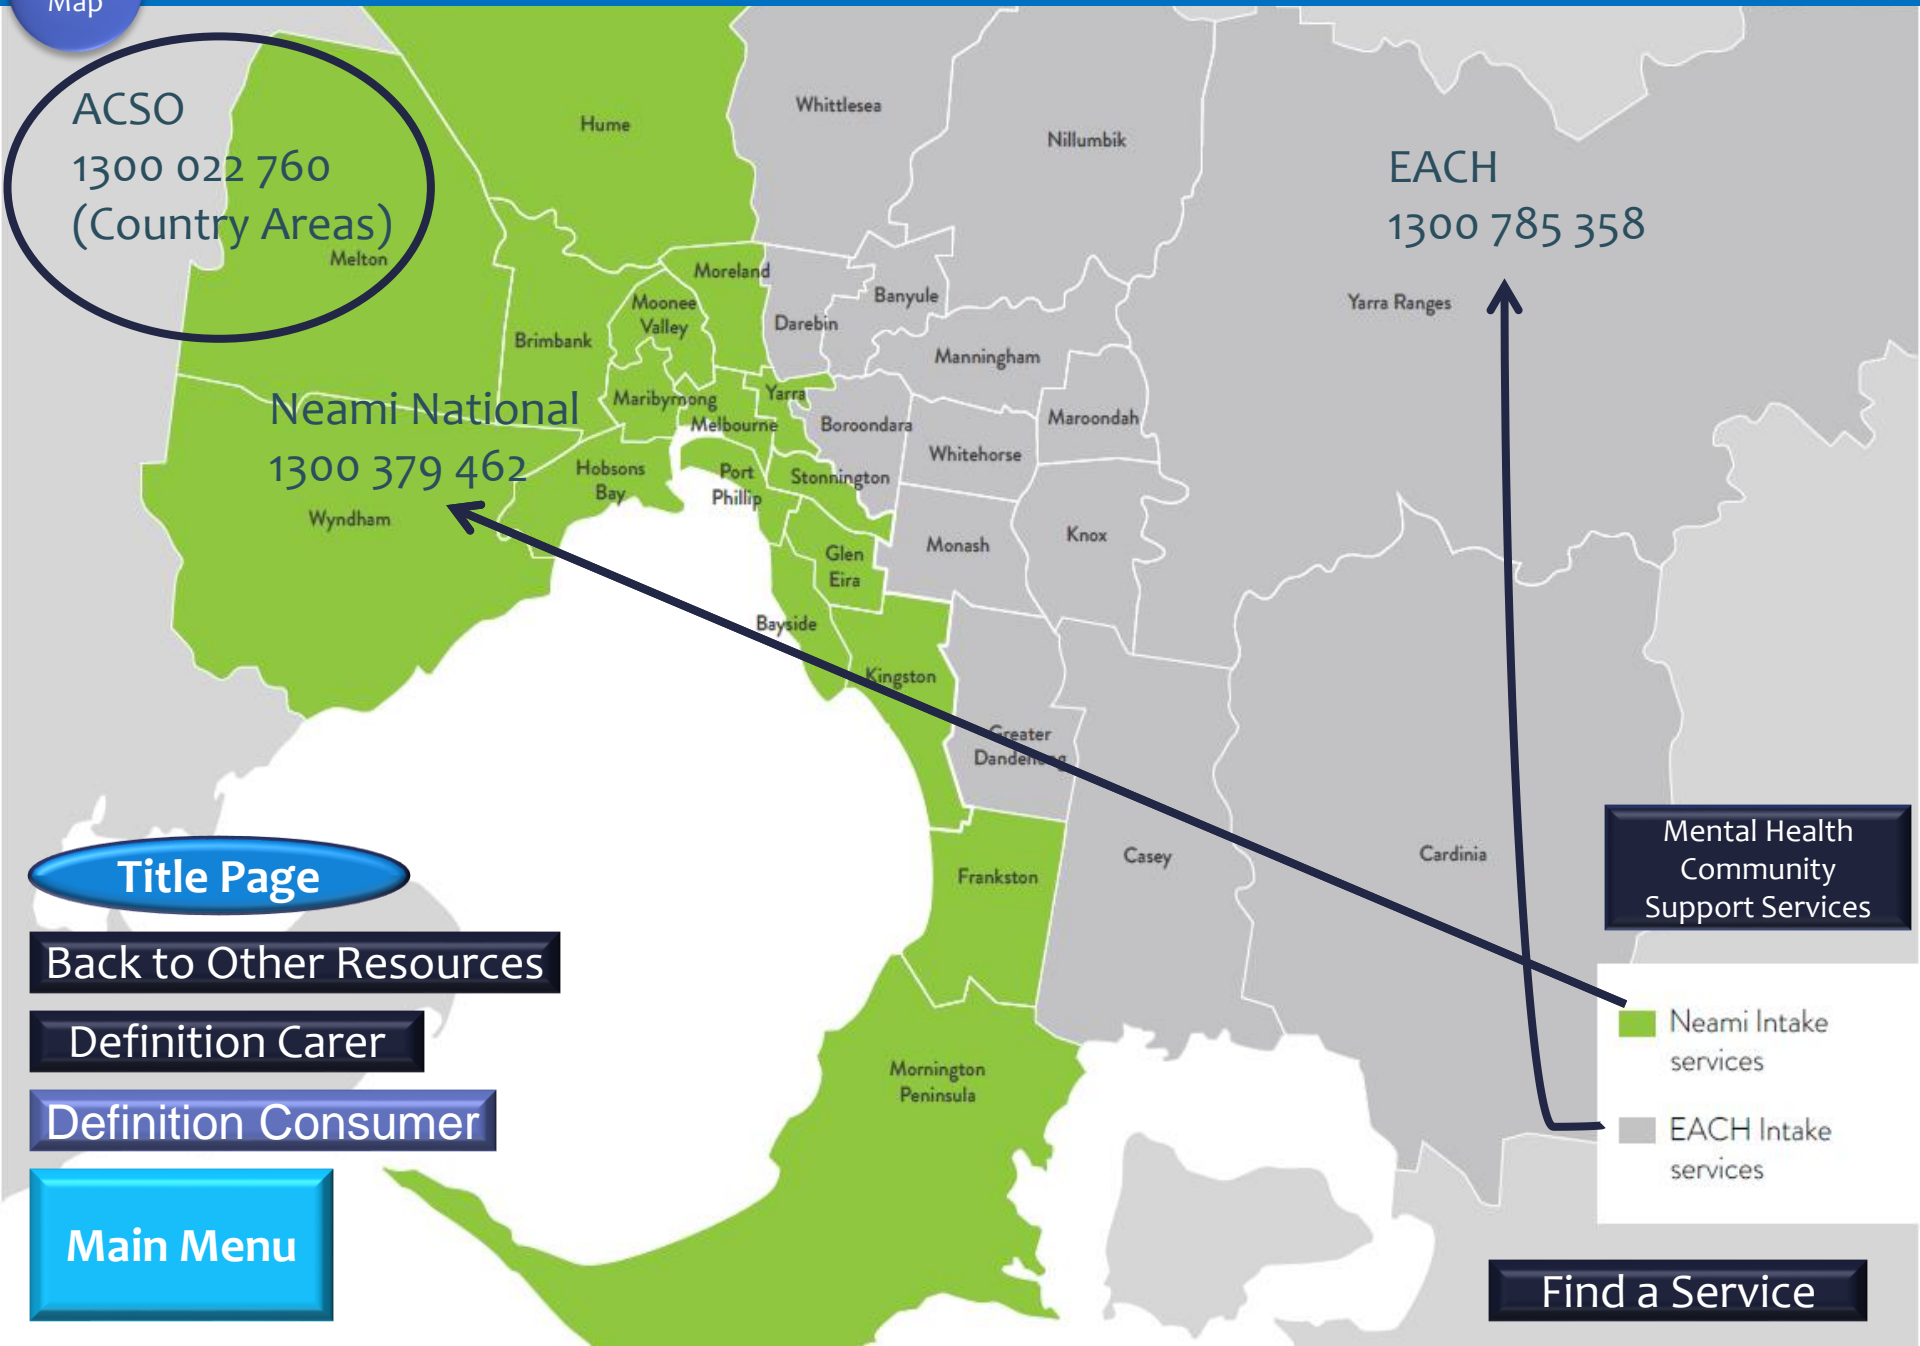 Map
ACSO
1300 022 760
(Country Areas)
Hume
Whittlesea
Nillumbik
EACH
1300 785 358
Melton
Moreland
Banyule
Yarra Ranges
Moonee
Valley
Darebin
Brimbank
Manningham
Neami National
1300 379 462
Maribyrnong
Yarra
Melbourne
Boroondara
Maroondah
Whitehorse
Hobsons
Bay
Port
Phillip
Stonnington
Wyndham
Glen
Eira
Monash
Knox
Bayside
Kingston
Greater
Dandenong
Frankston
Casey
Cardinia
Mental Health
Community
Support Services
Title Page
Back to Other Resources
Definition Carer
Definition Consumer
Main Menu
Mornington
Peninsula
Neami Intake
services
EACH Intake
services
Find a Service